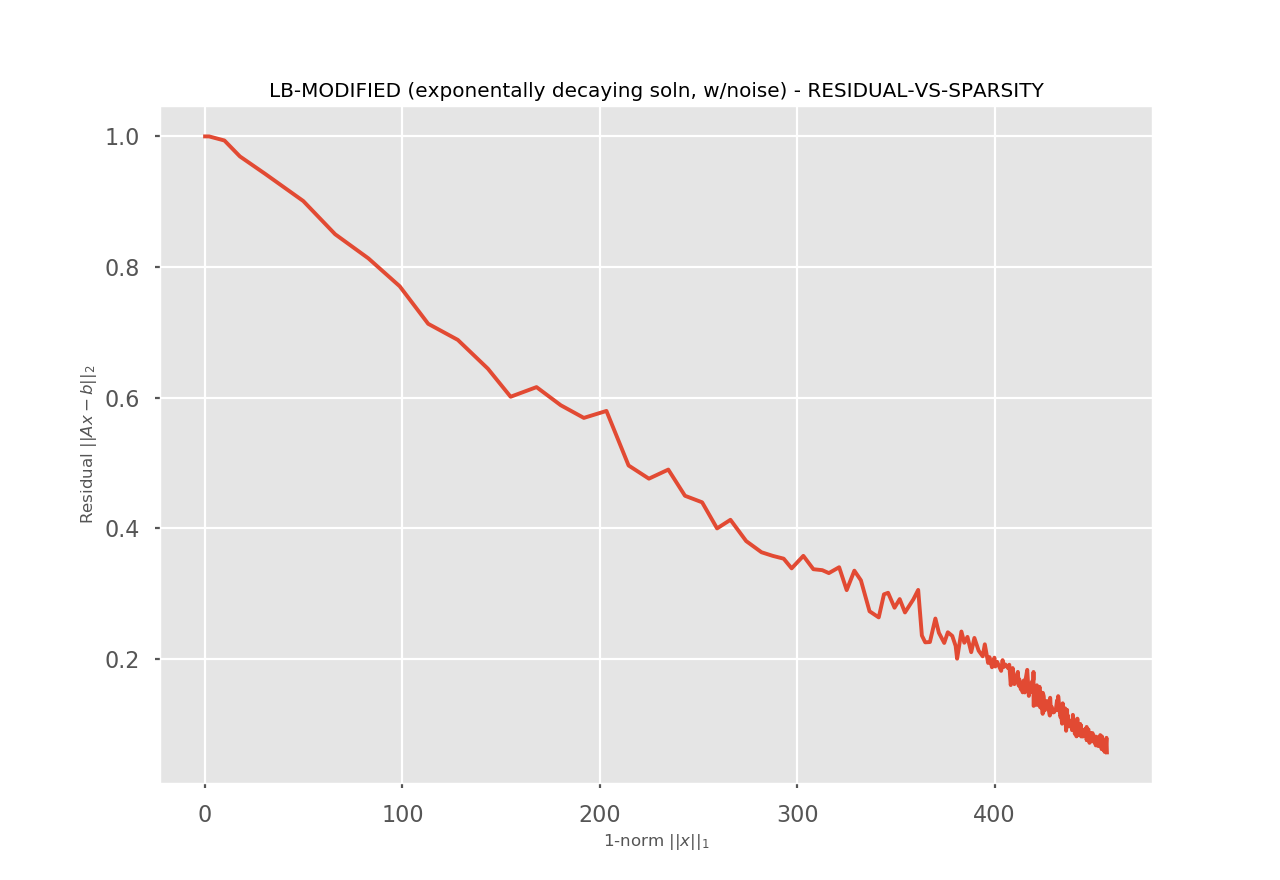 LB-MODIFIED (exponentially decaying soln, w/noise) - RESIDUAL-VS-SPARSITY
1.0
0.8
0.6
0.4
0.2
Residual ||Ax − b||₂
0 100 200 300 400
1-norm ||x||₁